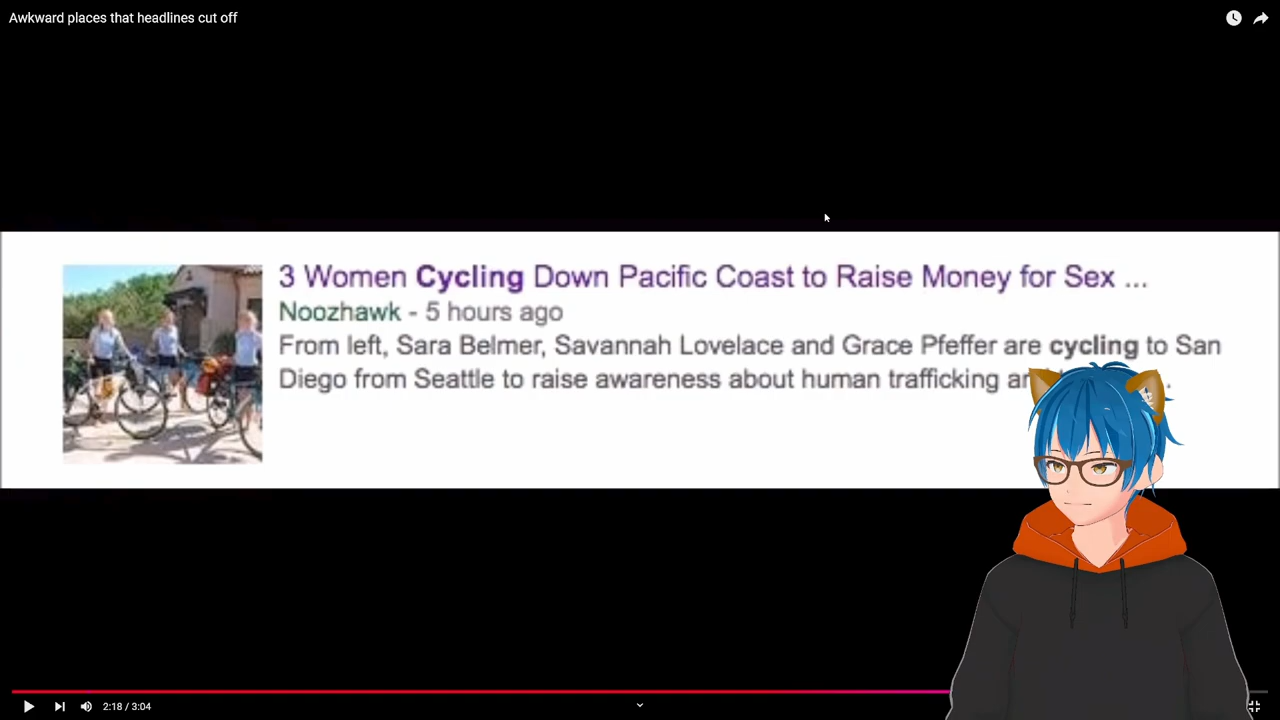 Awkward places that headlines cut off
3 Women Cycling Down Pacific Coast to Raise Money for Sex ...
Noozhawk - 5 hours ago
From left, Sara Belmer, Savannah Lovelace and Grace Pfeffer are cycling to San
Diego from Seattle to raise awareness about human trafficking
2:18 / 3:04